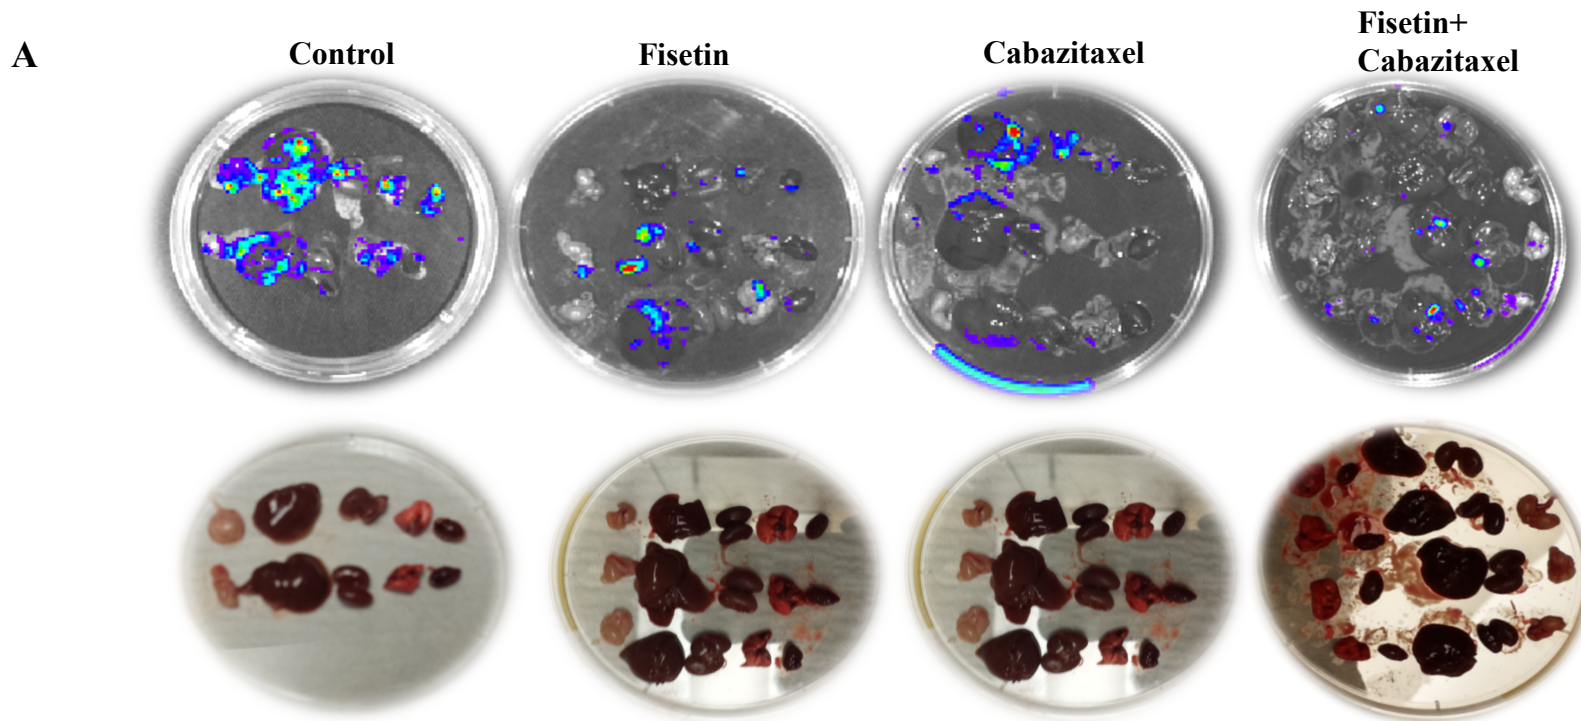 A
Control
Fisetin
Cabazitaxel
Fisetin+
Cabazitaxel